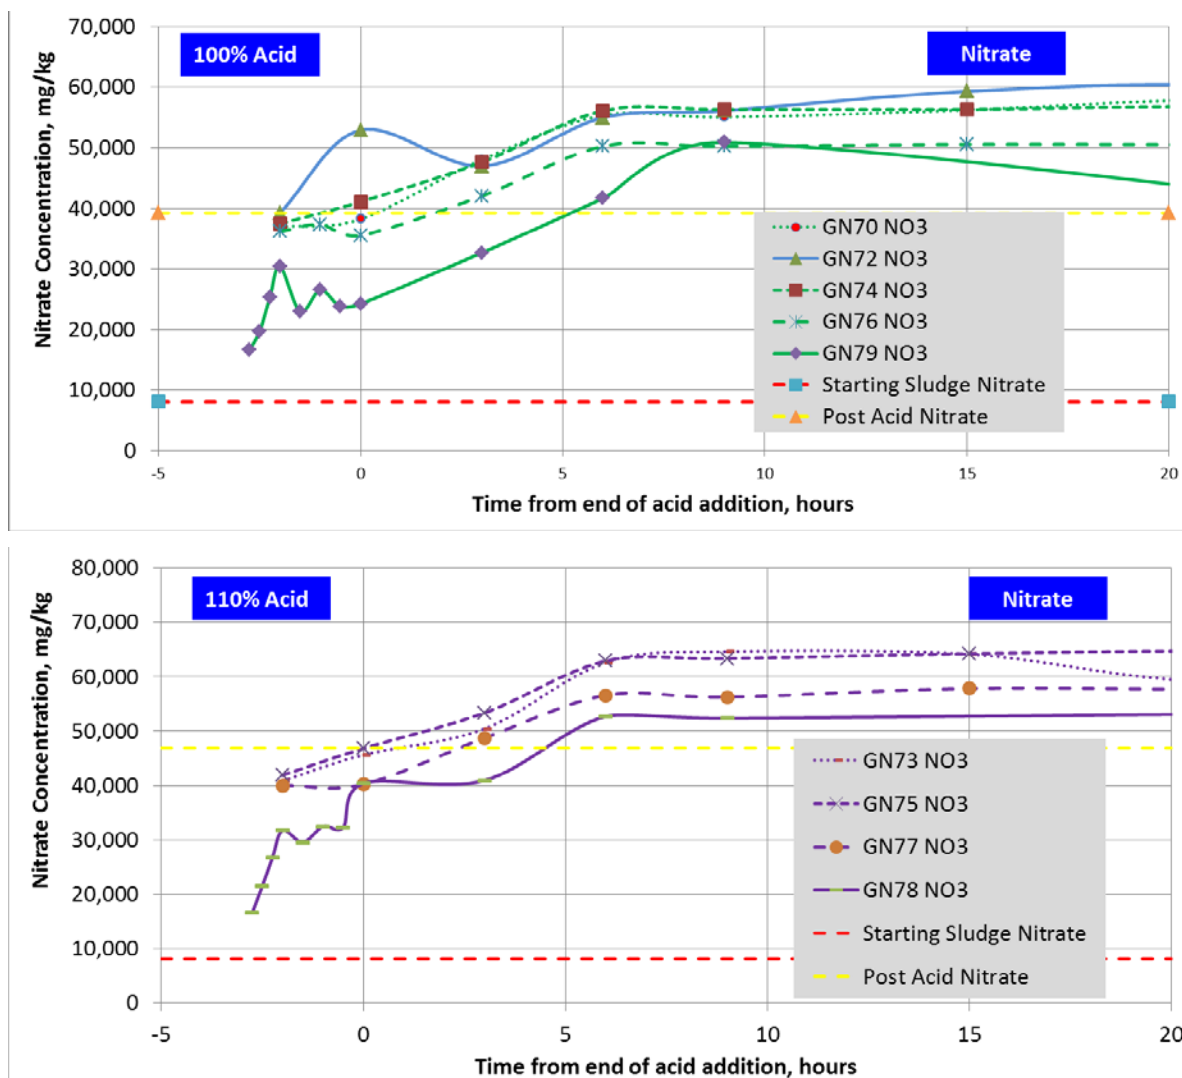 70,000
100% Acid
Nitrate
60,000
50,000
40,000
30,000
20,000
10,000
0
Nitrate Concentration, mg/kg
GN70 NO3
GN72 NO3
GN74 NO3
GN76 NO3
GN79 NO3
Starting Sludge Nitrate
Post Acid Nitrate
-5 0 5 10 15 20
Time from end of acid addition, hours
80,000
110% Acid
Nitrate
70,000
60,000
50,000
40,000
30,000
20,000
10,000
0
Nitrate Concentration, mg/kg
GN73 NO3
GN75 NO3
GN77 NO3
GN78 NO3
Starting Sludge Nitrate
Post Acid Nitrate
-5 0 5 10 15 20
Time from end of acid addition, hours